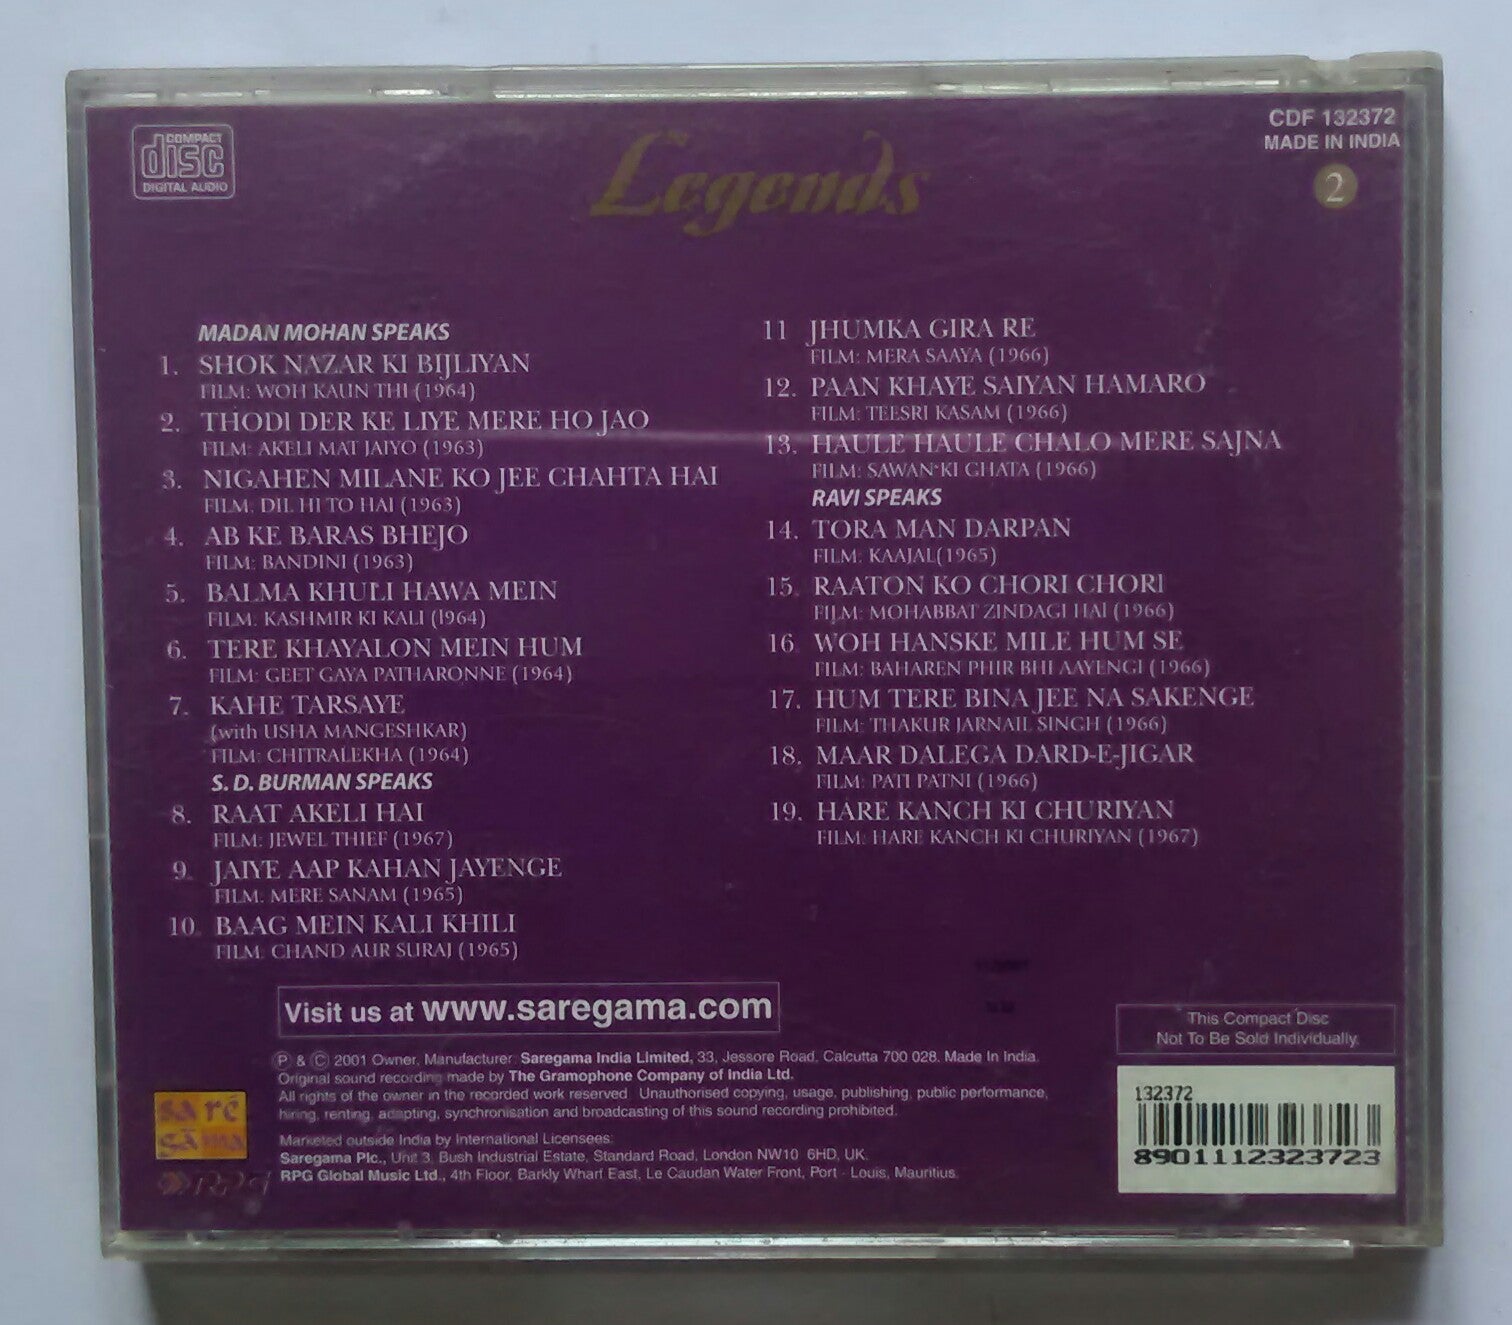 COMPACT
disc
DIGITAL AUDIO
Legends
CDF 132372
MADE IN INDIA
2
MADAN MOHAN SPEAKS
1. SHOK NAZAR KI BIJLIYAN
FILM: WOH KAUN THI (1964)
2. THODI DER KE LIYE MERE HO JAO
FILM: AKELI MAT JAIYO (1963)
3. NIGAHEN MILANE KO JEE CHAHTA HAI
FILM: DIL HI TO HAI (1963)
4. AB KE BARAS BHEJO
FILM: BANDINI (1963)
5. BALMA KHULI HAWA MEIN
FILM: KASHMIR KI KALI (1964)
6. TERE KHAYALON MEIN HUM
FILM: GEET GAYA PATHARONNE (1964)
7. KAHE TARSAYE
(with USHA MANGESHKAR)
FILM: CHITRALEKHA (1964)
S. D. BURMAN SPEAKS
8. RAAT AKELI HAI
FILM: JEWEL THIEF (1967)
9. JAIYE AAP KAHAN JAYENGE
FILM: MERE SANAM (1965)
10. BAAG MEIN KALI KHILI
FILM: CHAND AUR SURAJ (1965)
11 JHUMKA GIRA RE
FILM: MERA SAAYA (1966)
12. PAAN KHAYE SAIYAN HAMARO
FILM: TEESRI KASAM (1966)
13. HAULE HAULE CHALO MERE SAJNA
FILM: SAWAN KI GHATA (1966)
RAVI SPEAKS
14. TORA MAN DARPAN
FILM: KAAJAL(1965)
15. RAATON KO CHORI CHORI
FILM: MOHABBAT ZINDAGI HAI (1966)
16. WOH HANSKE MILE HUM SE
FILM: BAHAREN PHIR BHI AAYENGI (1966)
17. HUM TERE BINA JEE NA SAKENGE
FILM: THAKUR JARNAIL SINGH (1966)
18. MAAR DALEGA DARD-E-JIGAR
FILM: PATI PATNI (1966)
19. HARE KANCH KI CHURIYAN
FILM: HARE KANCH KI CHURIYAN (1967)
Visit us at www.saregama.com
Ⓟ & © 2001 Owner, Manufacturer: Saregama India Limited, 33, Jessore Road, Calcutta 700 028. Made In India.
Original sound recording made by The Gramophone Company of India Ltd.
All rights of the owner in the recorded work reserved. Unauthorised copying, usage, publishing, public performance,
hiring, renting, adapting, synchronisation and broadcasting of this sound recording prohibited.
Marketed outside India by International Licensees:
Saregama Plc., Unit 3, Bush Industrial Estate, Standard Road, London NW10 6HD, UK.
RPG Global Music Ltd., 4th Floor, Barkly Wharf East, Le Caudan Water Front, Port - Louis, Mauritius.
sa rē
gā ma
RPG
This Compact Disc
Not To Be Sold Individually.
132372
8901112323723